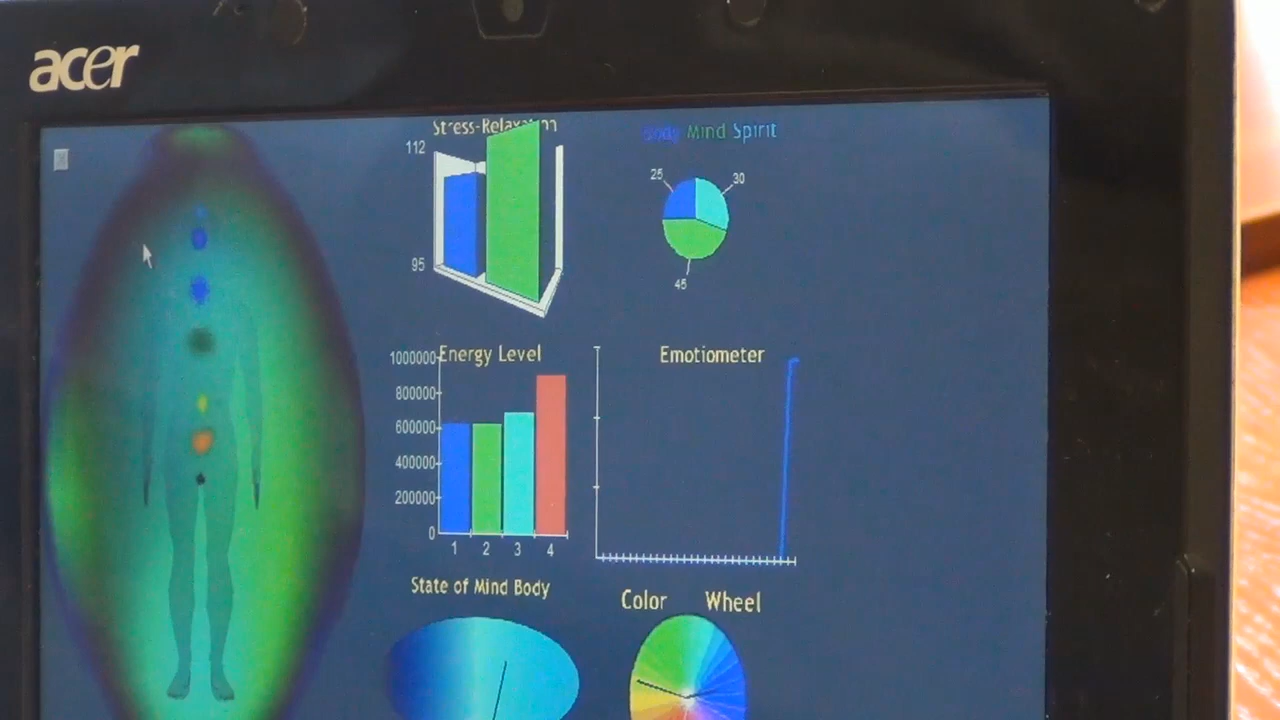 acer
Stress-Relaxation
112
95
Body Mind Spirit
25
30
45
Energy Level
1000000
800000
600000
400000
200000
0
1 2 3 4
Emotiometer
State of Mind Body
Color Wheel